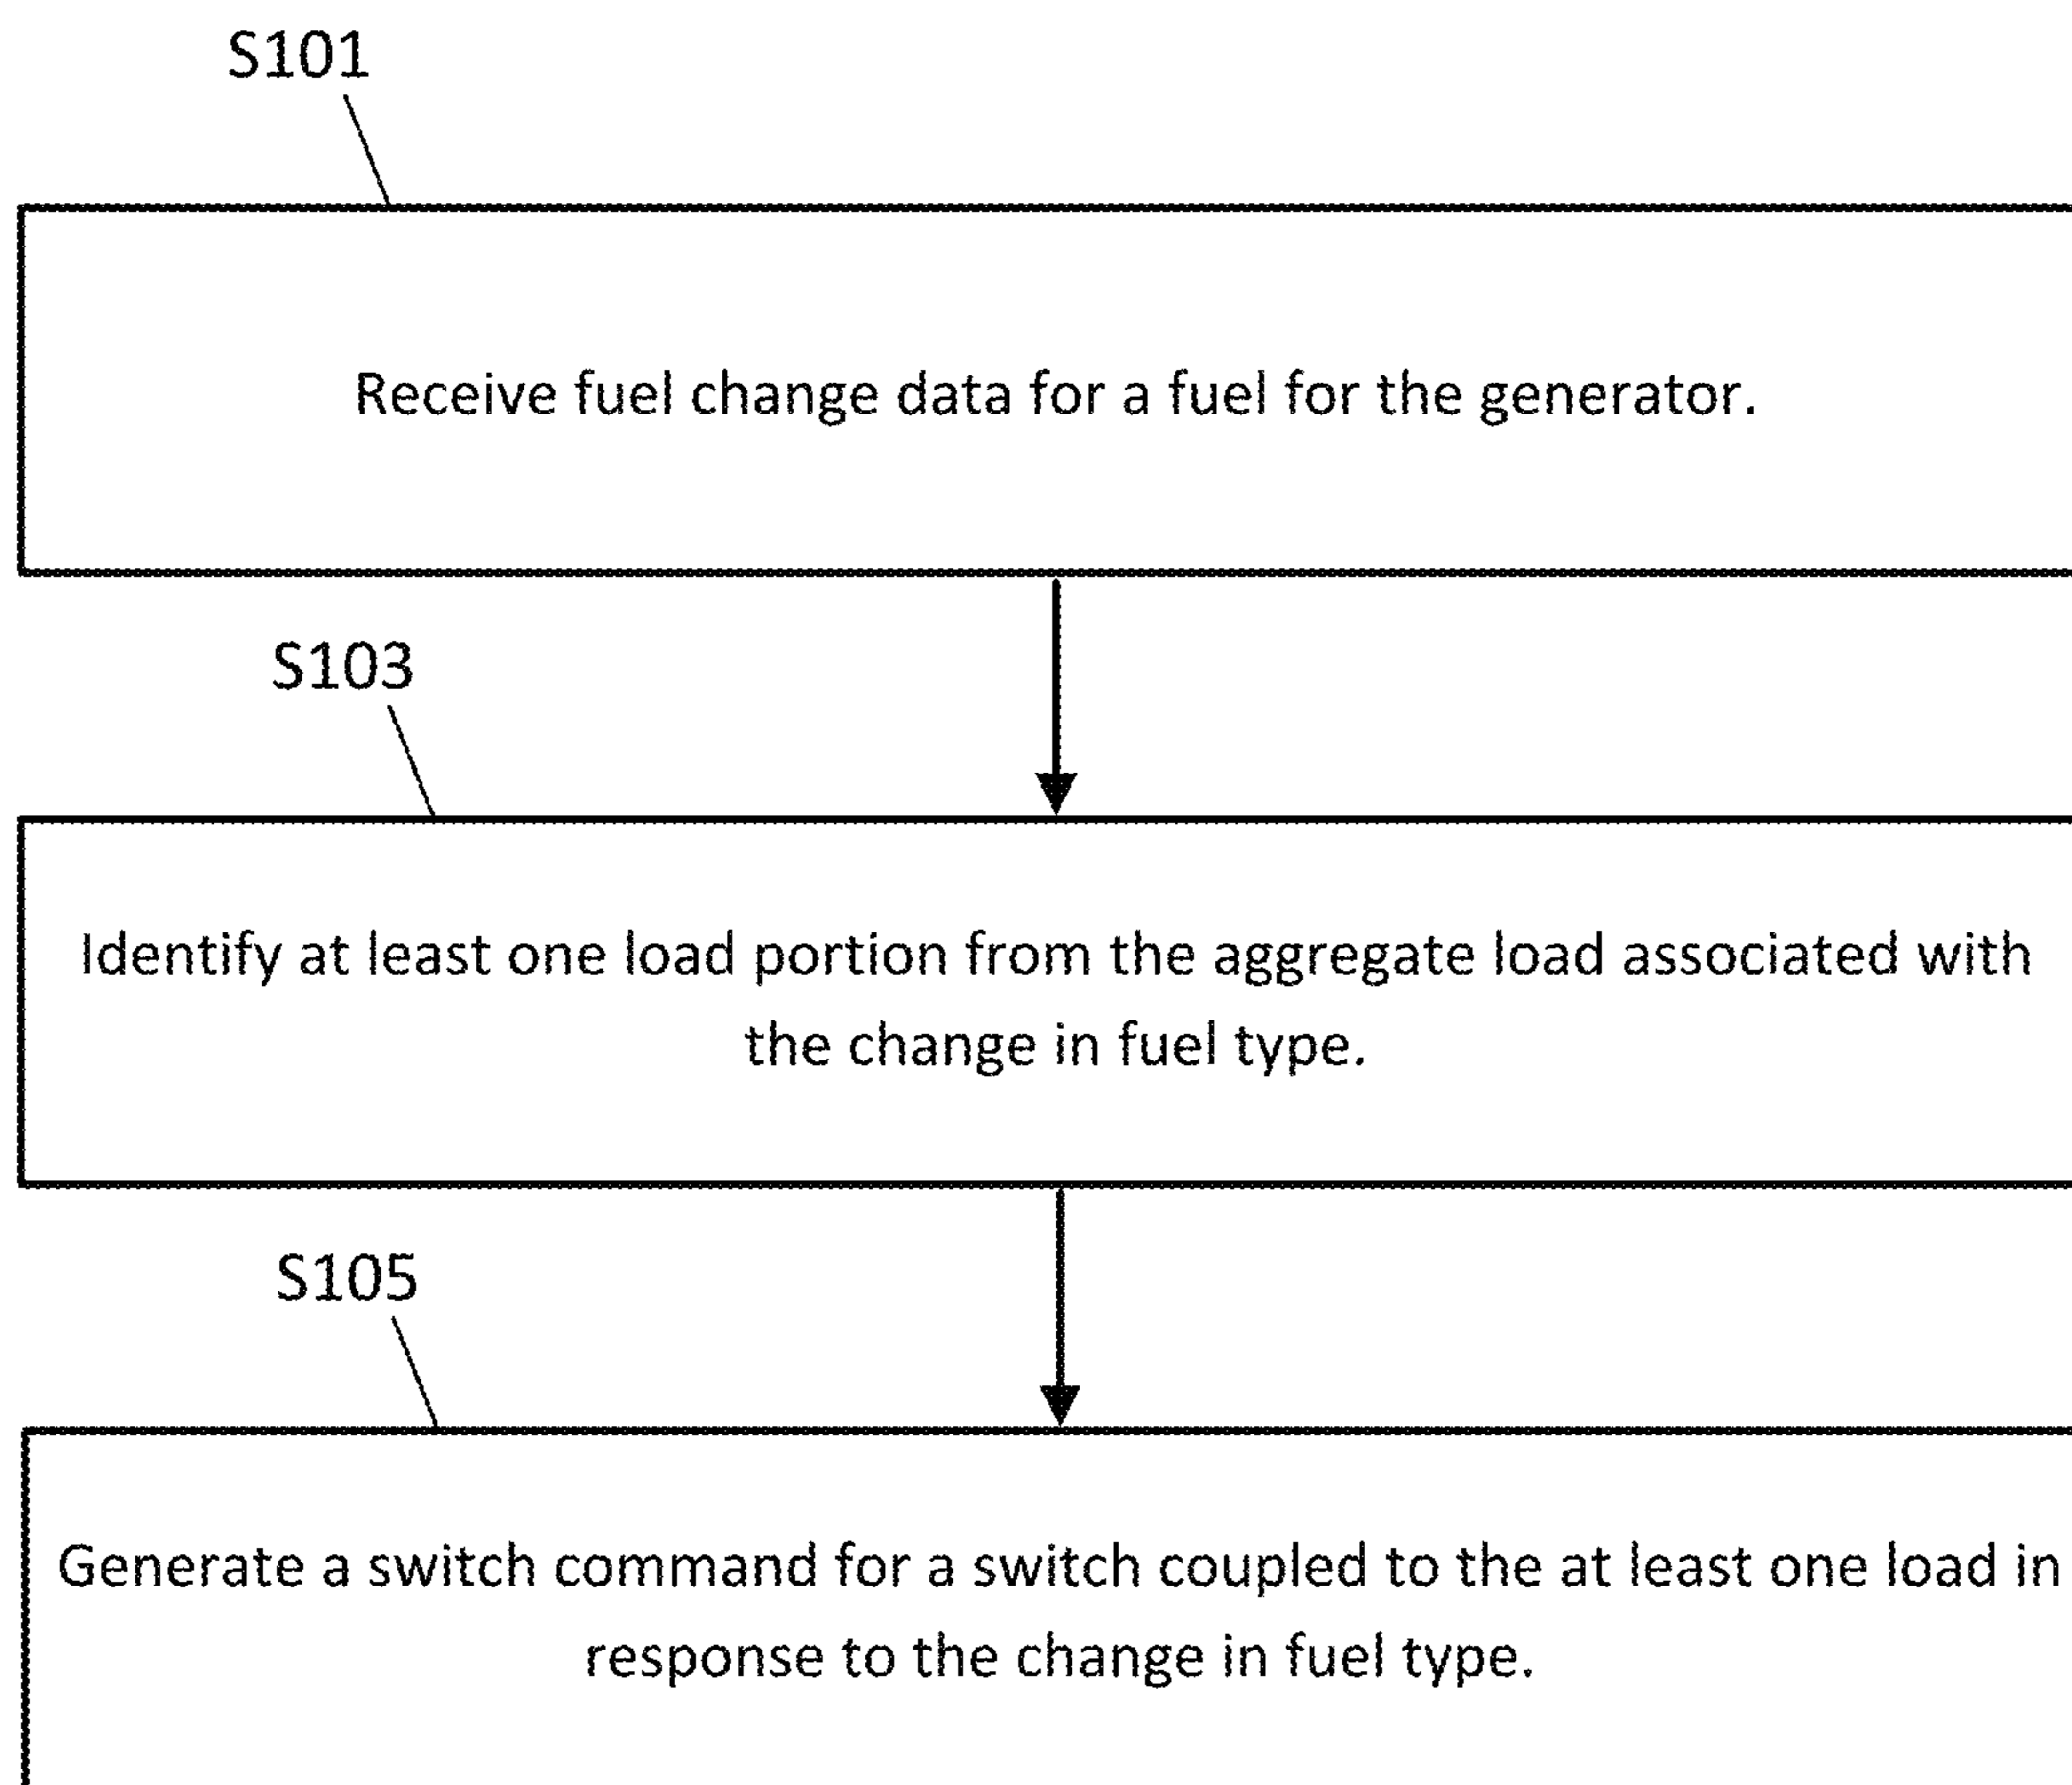 S101
Receive fuel change data for a fuel for the generator.
S103
Identify at least one load portion from the aggregate load associated with
the change in fuel type.
S105
Generate a switch command for a switch coupled to the at least one load in
response to the change in fuel type.